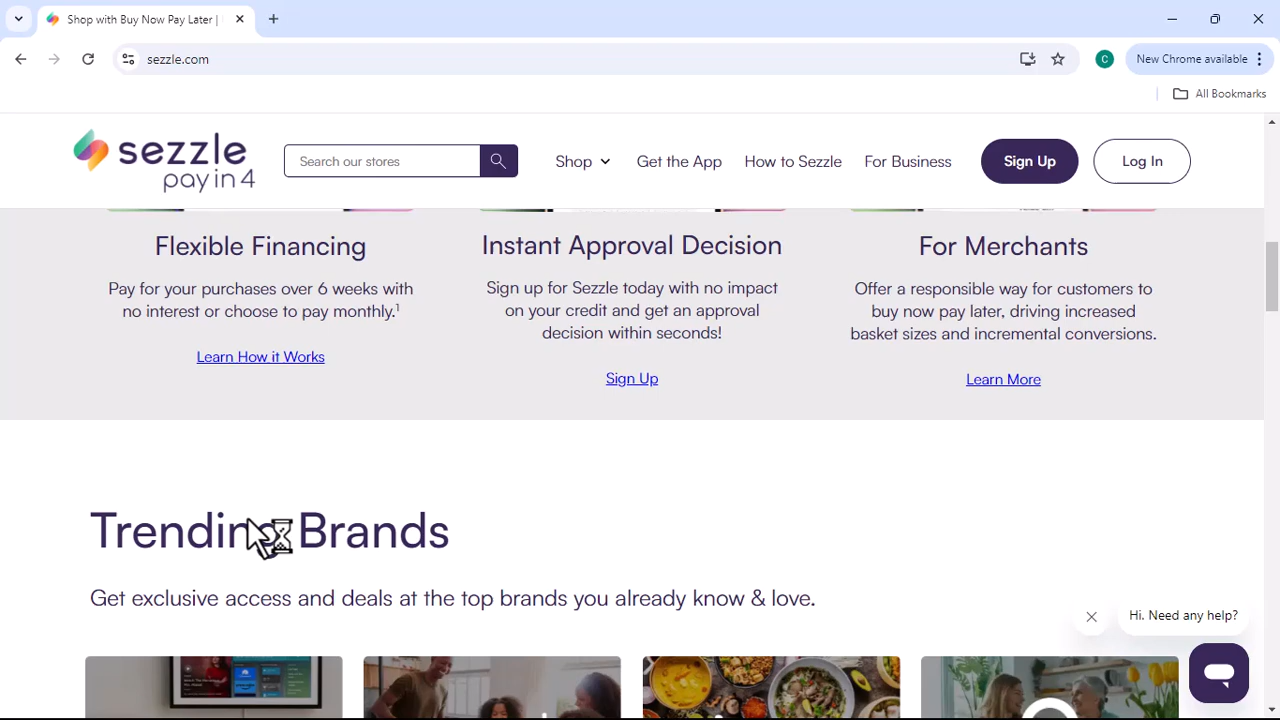 Shop with Buy Now Pay Later |
sezzle.com
C
New Chrome available
All Bookmarks
sezzle
pay in 4
Search our stores
Shop
Get the App
How to Sezzle
For Business
Sign Up
Log In
Flexible Financing
Pay for your purchases over 6 weeks with
no interest or choose to pay monthly.¹
Learn How it Works
Instant Approval Decision
Sign up for Sezzle today with no impact
on your credit and get an approval
decision within seconds!
Sign Up
For Merchants
Offer a responsible way for customers to
buy now pay later, driving increased
basket sizes and incremental conversions.
Learn More
Trending Brands
Get exclusive access and deals at the top brands you already know & love.
Hi. Need any help?